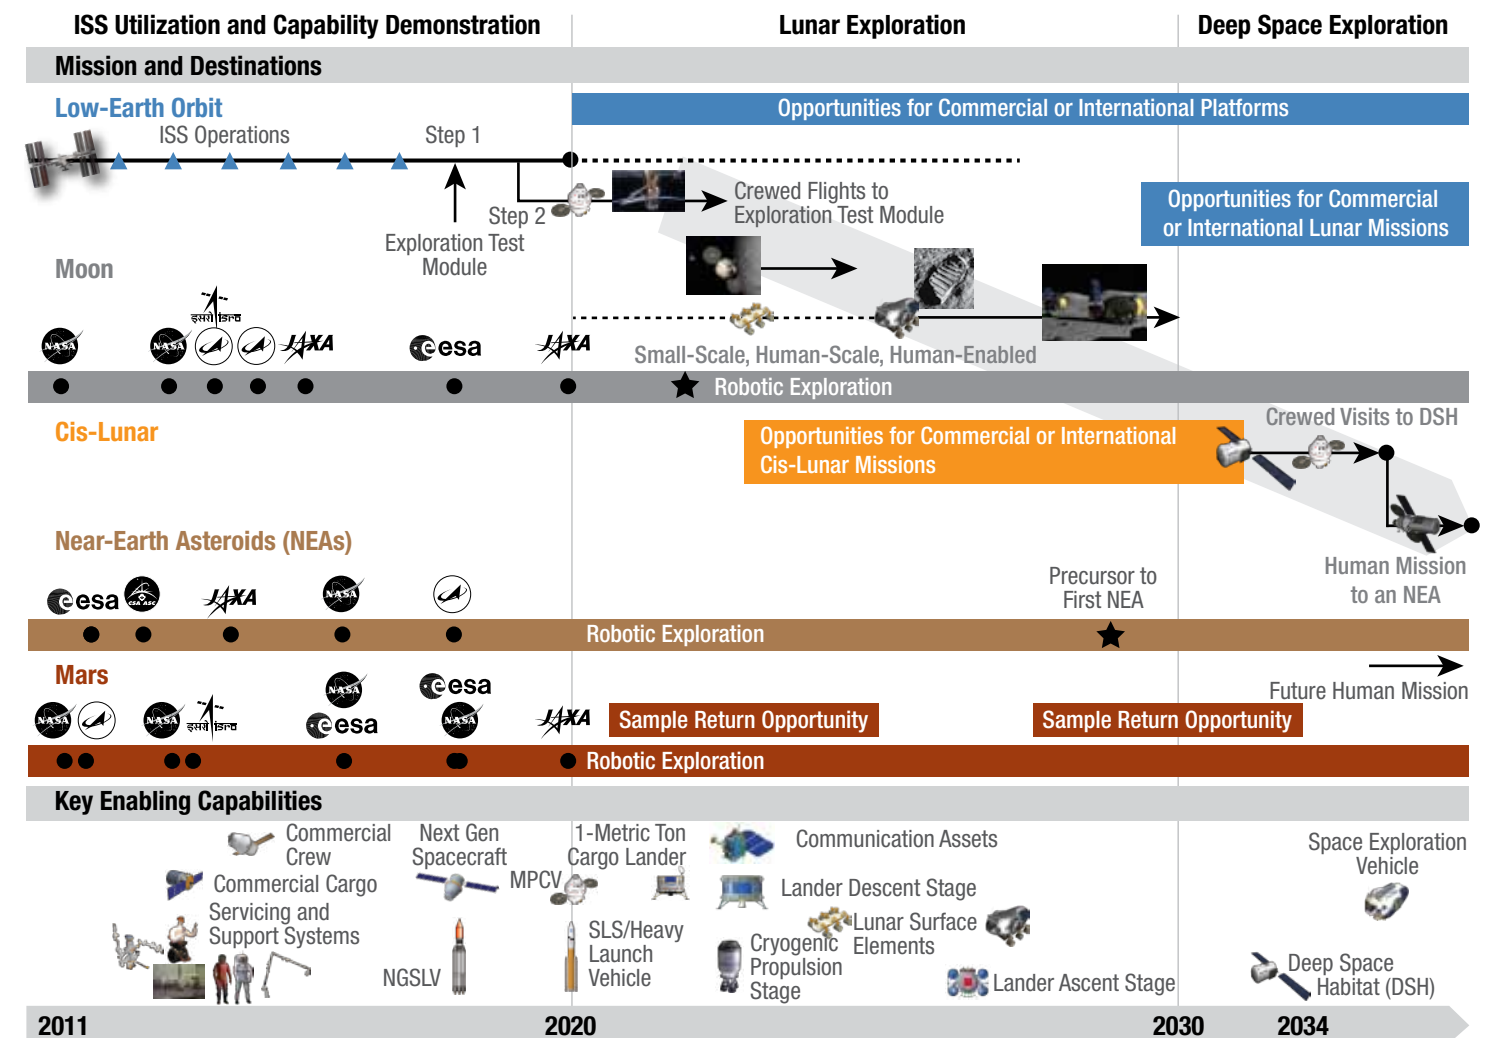 ISS Utilization and Capability Demonstration
Lunar Exploration
Deep Space Exploration
Mission and Destinations
Low-Earth Orbit
Opportunities for Commercial or International Platforms
ISS Operations
Step 1
Step 2
Exploration Test
Module
Crewed Flights to
Exploration Test Module
Opportunities for Commercial
or International Lunar Missions
Moon
NASA
NASA
इसरो isro
JAXA
esa
JAXA
Small-Scale, Human-Scale, Human-Enabled
Robotic Exploration
Cis-Lunar
Opportunities for Commercial or International
Cis-Lunar Missions
Crewed Visits to DSH
Near-Earth Asteroids (NEAs)
esa
CSA ASC
JAXA
NASA
Precursor to
First NEA
Human Mission
to an NEA
Robotic Exploration
Mars
NASA
NASA
इसरो isro
NASA
esa
esa
NASA
JAXA
Sample Return Opportunity
Sample Return Opportunity
Future Human Mission
Robotic Exploration
Key Enabling Capabilities
Commercial
Crew
Commercial Cargo
Servicing and
Support Systems
Next Gen
Spacecraft
NGSLV
MPCV
1-Metric Ton
Cargo Lander
SLS/Heavy
Launch
Vehicle
Communication Assets
Lander Descent Stage
Lunar Surface
Elements
Cryogenic
Propulsion
Stage
Lander Ascent Stage
Space Exploration
Vehicle
Deep Space
Habitat (DSH)
2011
2020
2030
2034